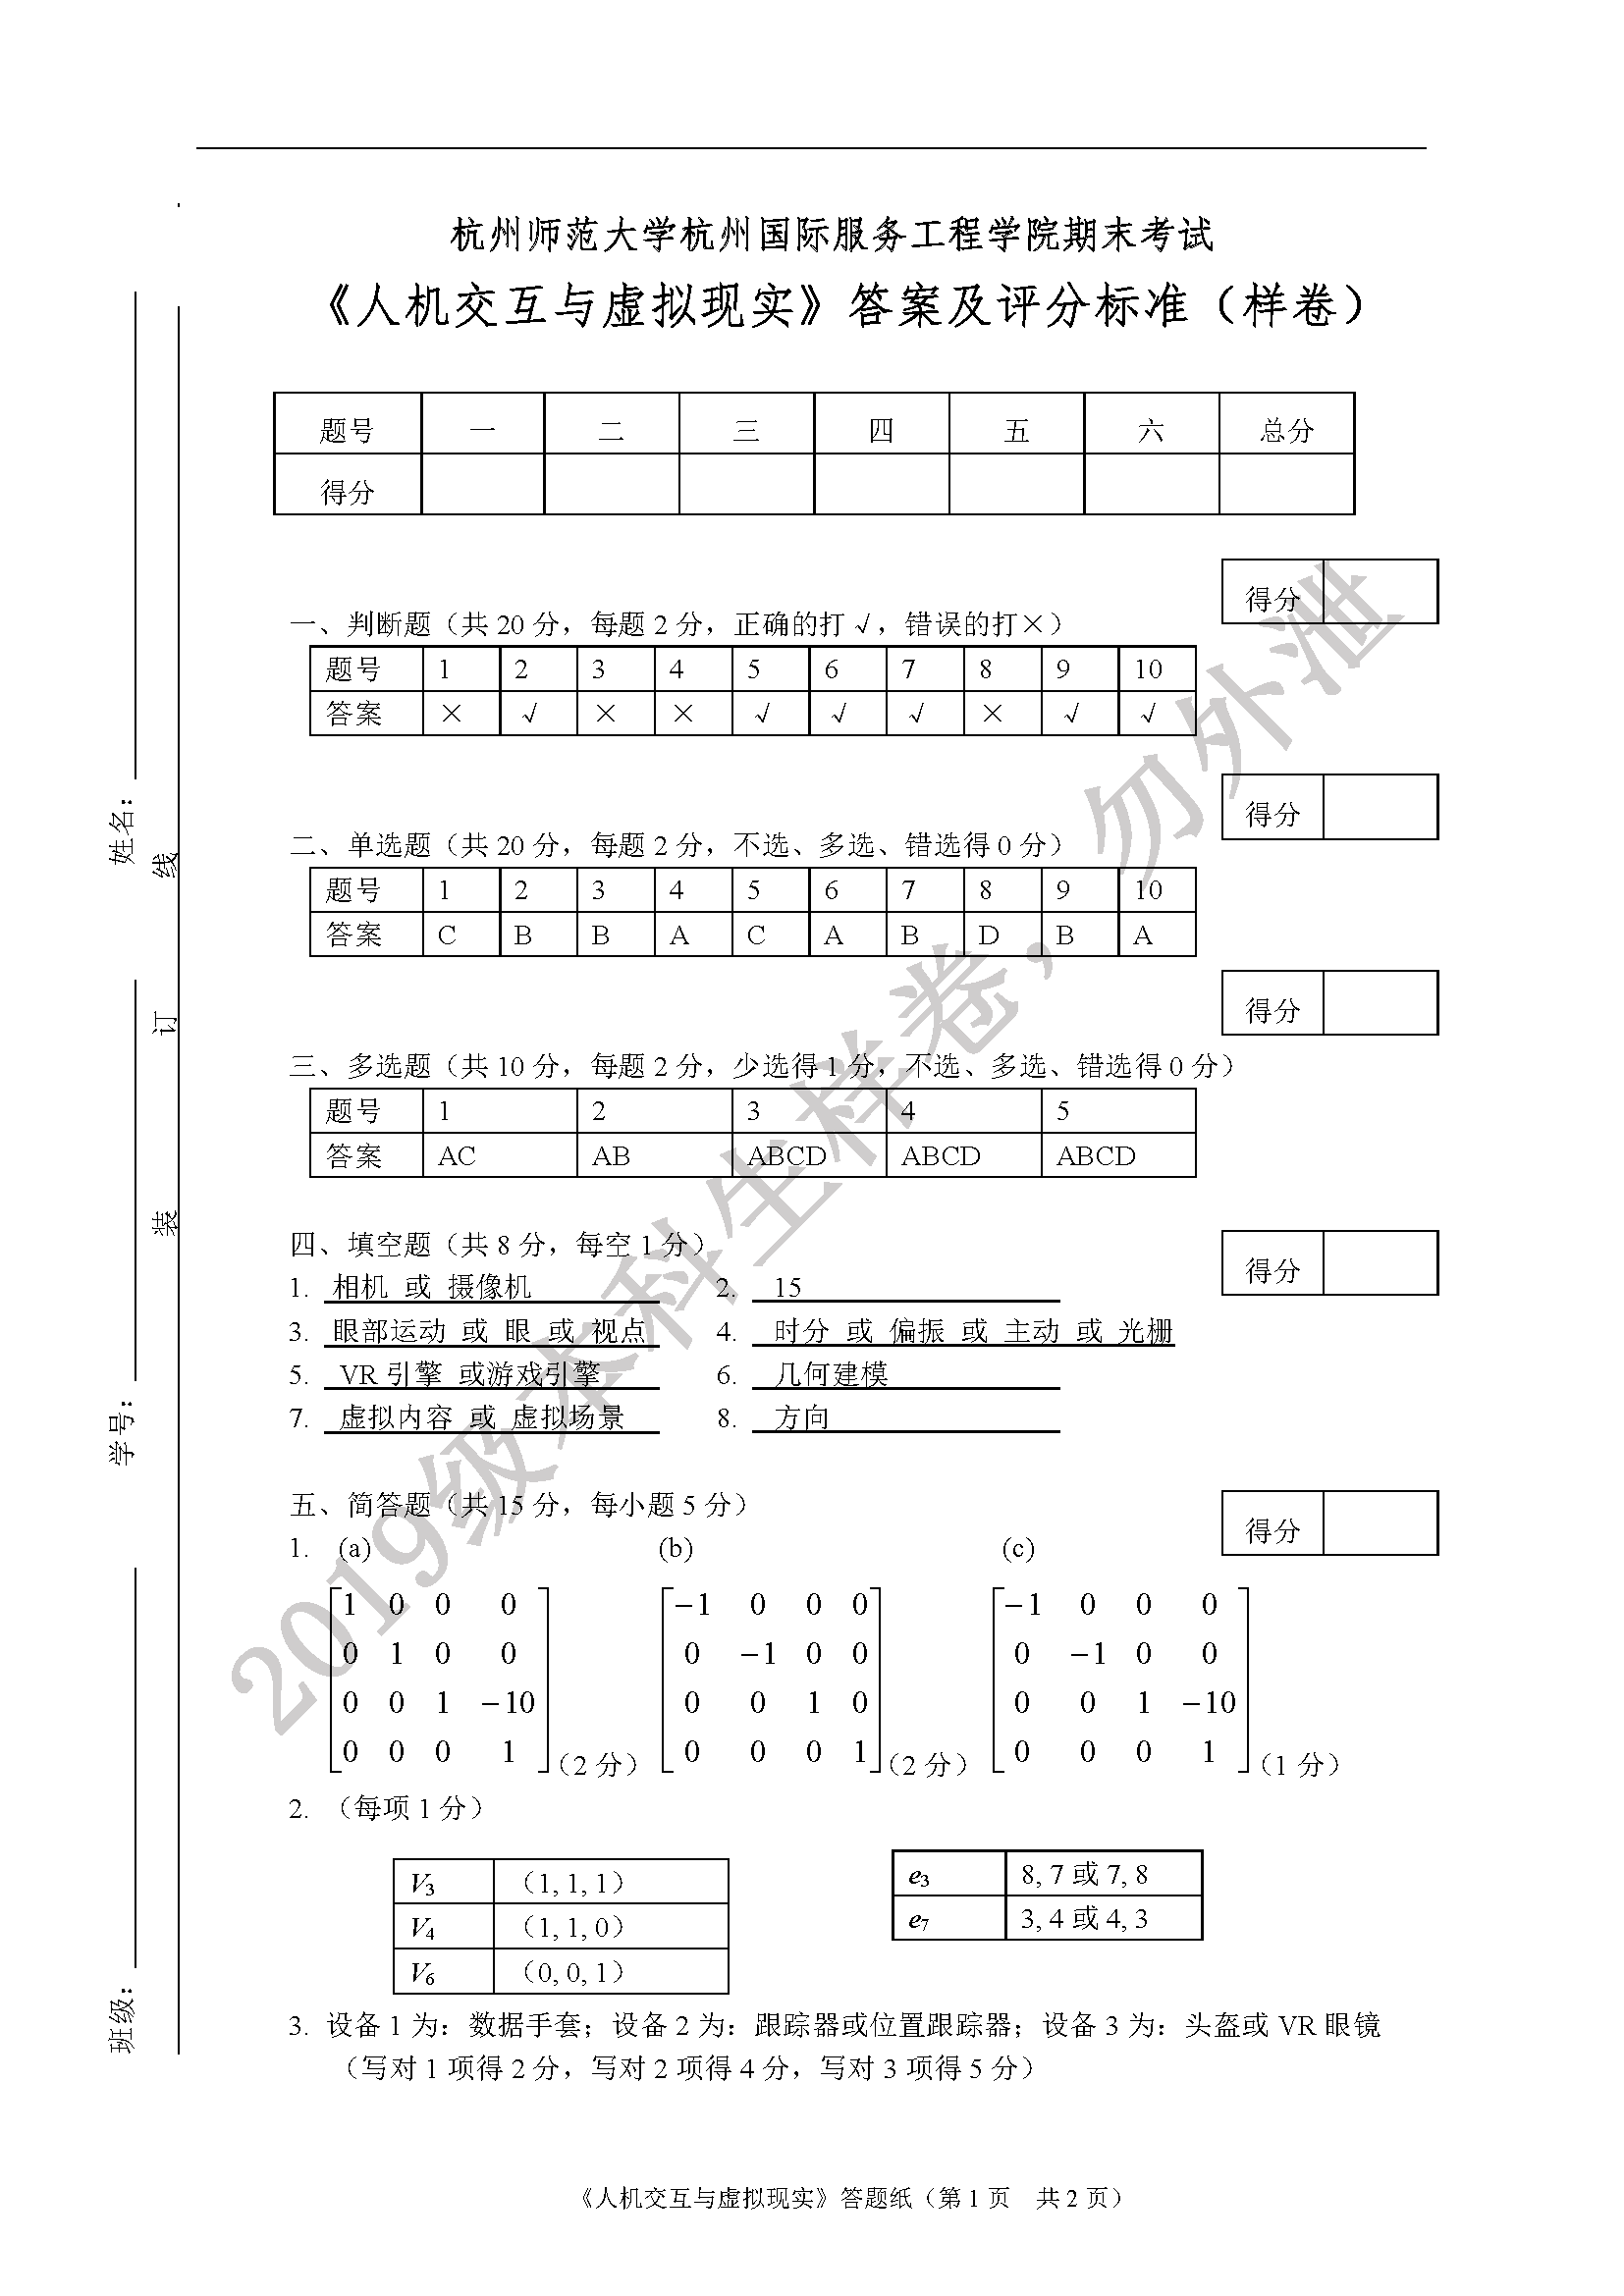 杭州师范大学杭州国际服务工程学院期末考试
《人机交互与虚拟现实》答案及评分标准（样卷）
题号 一 二 三 四 五 六 总分
得分
得分
一、判断题（共 20 分，每题 2 分，正确的打√，错误的打×）
题号 1 2 3 4 5 6 7 8 9 10
答案 × √ × × √ √ √ × √ √
得分
二、单选题（共 20 分，每题 2 分，不选、多选、错选得 0 分）
题号 1 2 3 4 5 6 7 8 9 10
答案 C B B A C A B D B A
得分
三、多选题（共 10 分，每题 2 分，少选得 1 分，不选、多选、错选得 0 分）
题号 1 2 3 4 5
答案 AC AB ABCD ABCD ABCD
四、填空题（共 8 分，每空 1 分）
得分
1. 相机 或 摄像机 2. 15
3. 眼部运动 或 眼 或 视点 4. 时分 或 偏振 或 主动 或 光栅
5. VR 引擎 或游戏引擎 6. 几何建模
7. 虚拟内容 或 虚拟场景 8. 方向
五、简答题（共 15 分，每小题 5 分）
得分
1. (a) (b) (c)
1 0 0 0 −1 0 0 0 −1 0 0 0
0 1 0 0 0 −1 0 0 0 −1 0 0
0 0 1 −10 0 0 1 0 0 0 1 −10
0 0 0 1 （2 分） 0 0 0 1 （2 分） 0 0 0 1 （1 分）
2. （每项 1 分）
V3 （1, 1, 1）
V4 （1, 1, 0）
V6 （0, 0, 1）
e3 8, 7 或 7, 8
e7 3, 4 或 4, 3
3. 设备 1 为：数据手套；设备 2 为：跟踪器或位置跟踪器；设备 3 为：头盔或 VR 眼镜
（写对 1 项得 2 分，写对 2 项得 4 分，写对 3 项得 5 分）
《人机交互与虚拟现实》答题纸（第 1 页 共 2 页）
班级： 学号： 姓名：
装 订 线
2019级本科生样卷，勿外泄